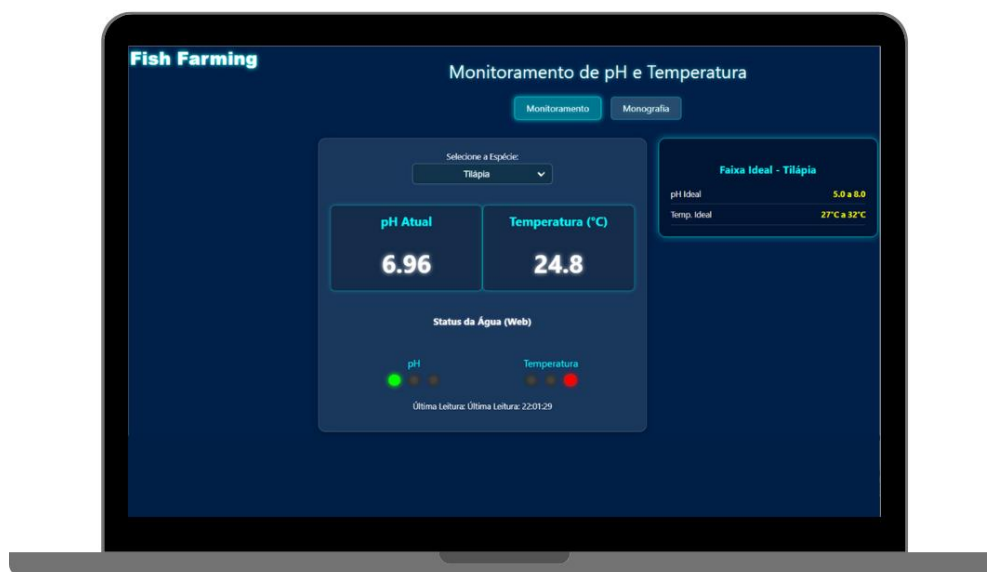 Fish Farming
Monitoramento de pH e Temperatura
Monitoramento
Monografia
Selecione a Espécie:
Tilápia
pH Atual
6.96
Temperatura (°C)
24.8
Status da Água (Web)
pH
Temperatura
Última Leitura: Última Leitura: 22:01:29
Faixa Ideal - Tilápia
pH Ideal 5.0 a 8.0
Temp. Ideal 27°C a 32°C